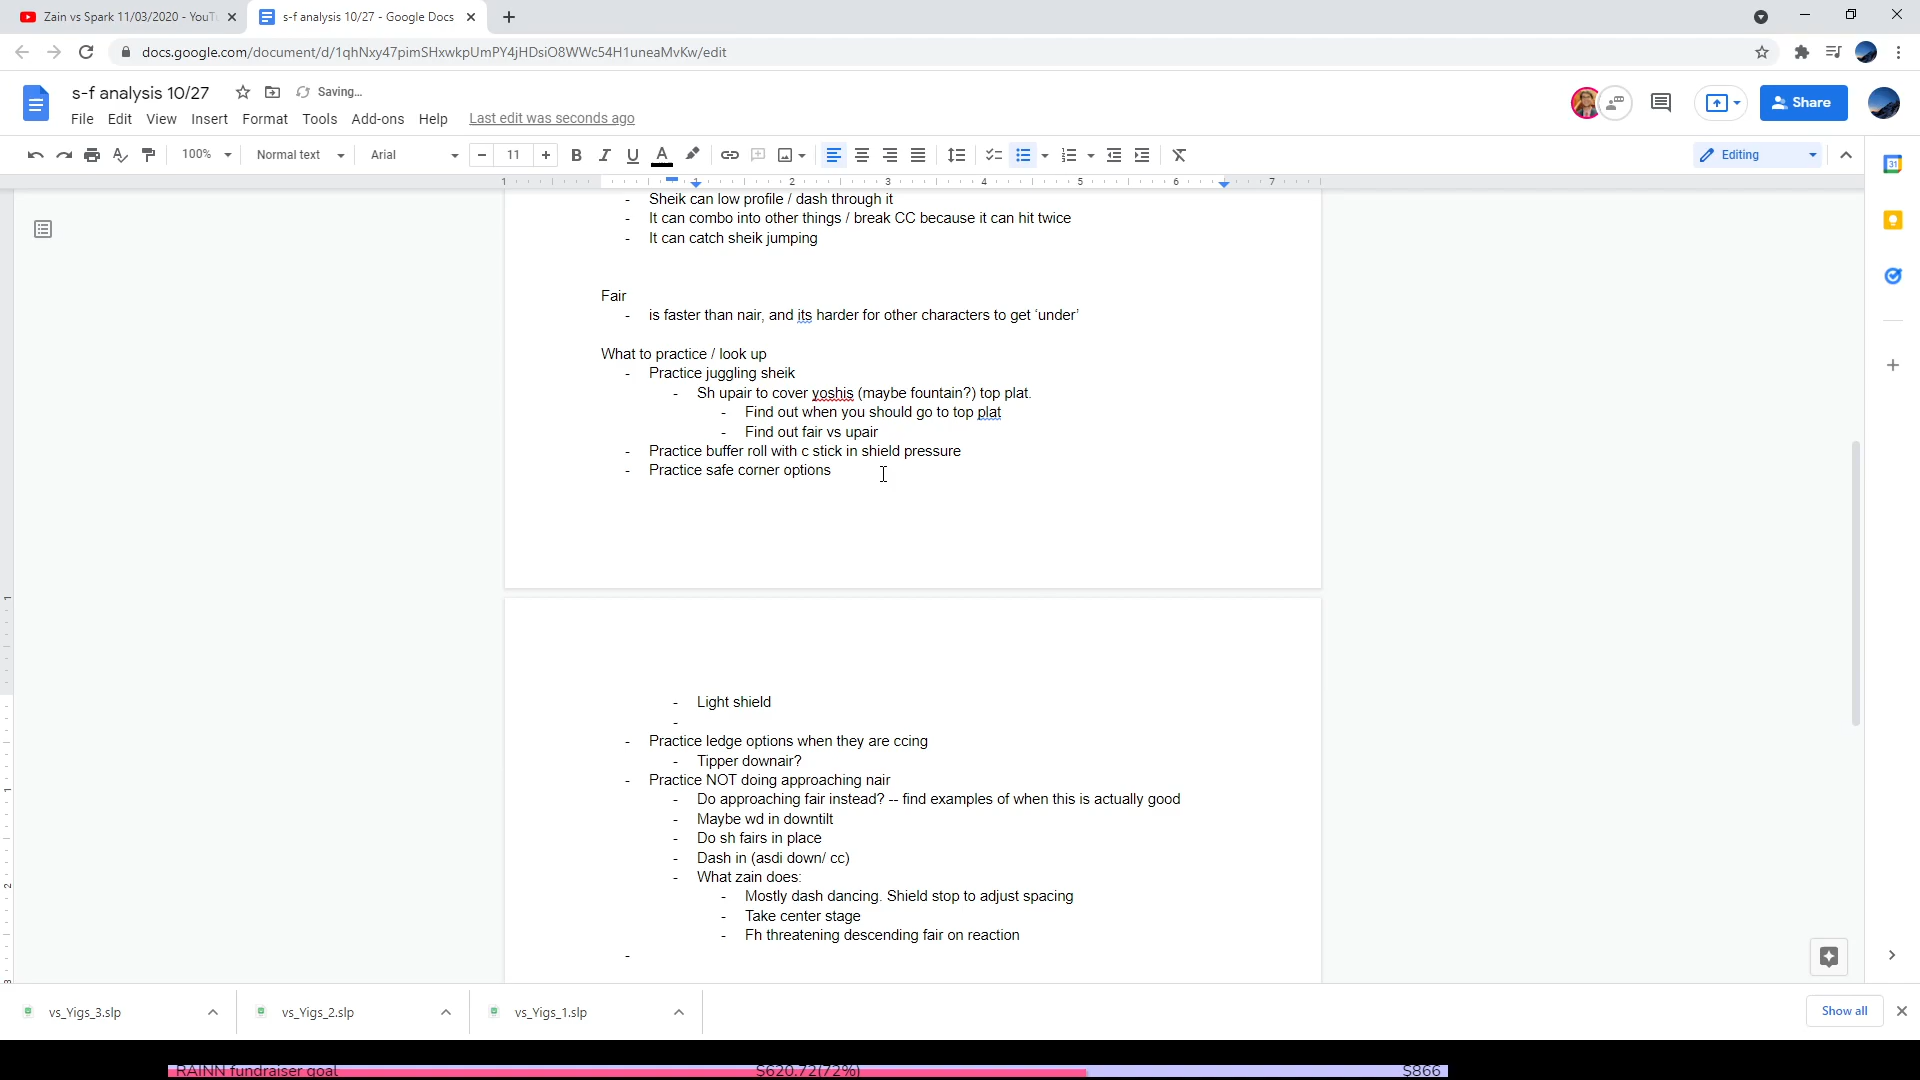 Zain vs Spark 11/03/2020 - YouT
s-f analysis 10/27 - Google Docs
docs.google.com/document/d/1qhNxy47pimSHxwkpUmPY4jHDsiO8WWc54H1uneaMvKw/edit
s-f analysis 10/27
Saving...
Share
File Edit View Insert Format Tools Add-ons Help Last edit was seconds ago
100% Normal text Arial 11 Editing
1 1 2 3 4 5 6 7
- Sheik can low profile / dash through it
- It can combo into other things / break CC because it can hit twice
- It can catch sheik jumping
Fair
- is faster than nair, and its harder for other characters to get ‘under’
What to practice / look up
- Practice juggling sheik
- Sh upair to cover yoshis (maybe fountain?) top plat.
- Find out when you should go to top plat
- Find out fair vs upair
- Practice buffer roll with c stick in shield pressure
- Practice safe corner options
- Light shield
-
- Practice ledge options when they are ccing
- Tipper downair?
- Practice NOT doing approaching nair
- Do approaching fair instead? -- find examples of when this is actually good
- Maybe wd in downtilt
- Do sh fairs in place
- Dash in (asdi down/ cc)
- What zain does:
- Mostly dash dancing. Shield stop to adjust spacing
- Take center stage
- Fh threatening descending fair on reaction
-
vs_Yigs_3.slp
vs_Yigs_2.slp
vs_Yigs_1.slp
Show all
RAINN fundraiser goal $620.72(72%) $866